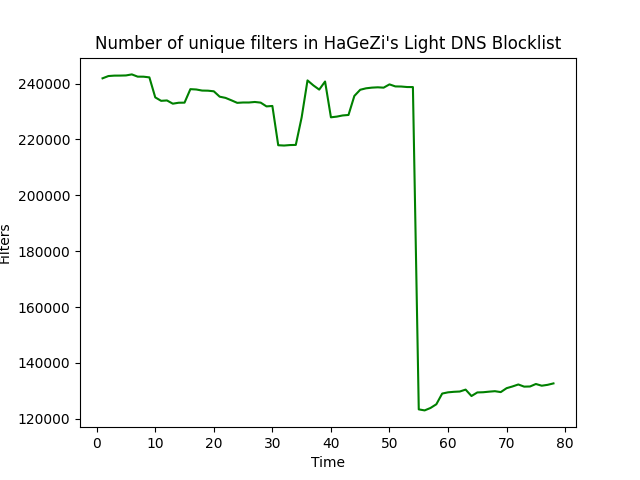 Number of unique filters in HaGeZi's Light DNS Blocklist
240000
220000
200000
180000
160000
140000
120000
Filters
0 10 20 30 40 50 60 70 80
Time